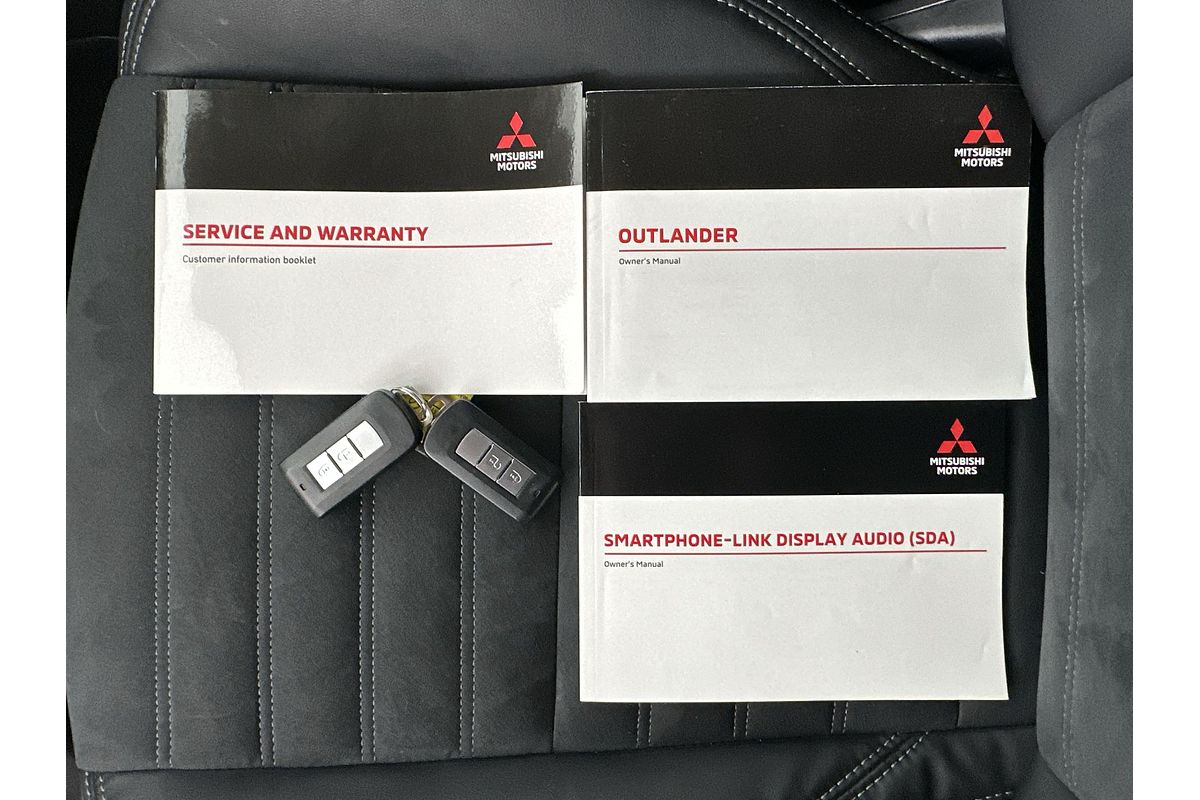 MITSUBISHI
MOTORS
SERVICE AND WARRANTY
Customer information booklet
MITSUBISHI
MOTORS
OUTLANDER
Owner's Manual
MITSUBISHI
MOTORS
SMARTPHONE-LINK DISPLAY AUDIO (SDA)
Owner's Manual